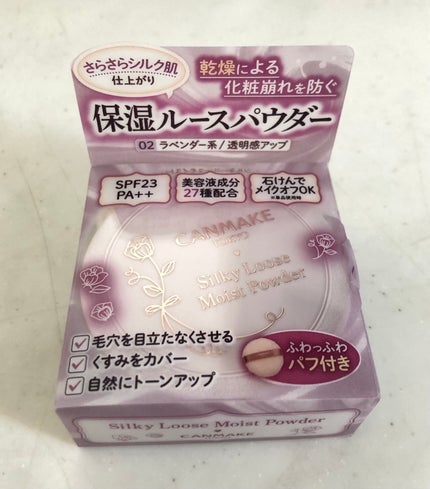 さらさらシルク肌
仕上がり
乾燥による
化粧崩れを防ぐ
保湿ルースパウダー
02 ラベンダー系/透明感アップ
SPF23
PA++
美容液成分
27種配合
石けんで
メイクオフOK
※単品使用時
CANMAKE
TOKYO
Silky Loose
Moist Powder
毛穴を目立たなくさせる
くすみをカバー
自然にトーンアップ
ふわっふわ
パフ付き
Silky Loose Moist Powder
CANMAKE